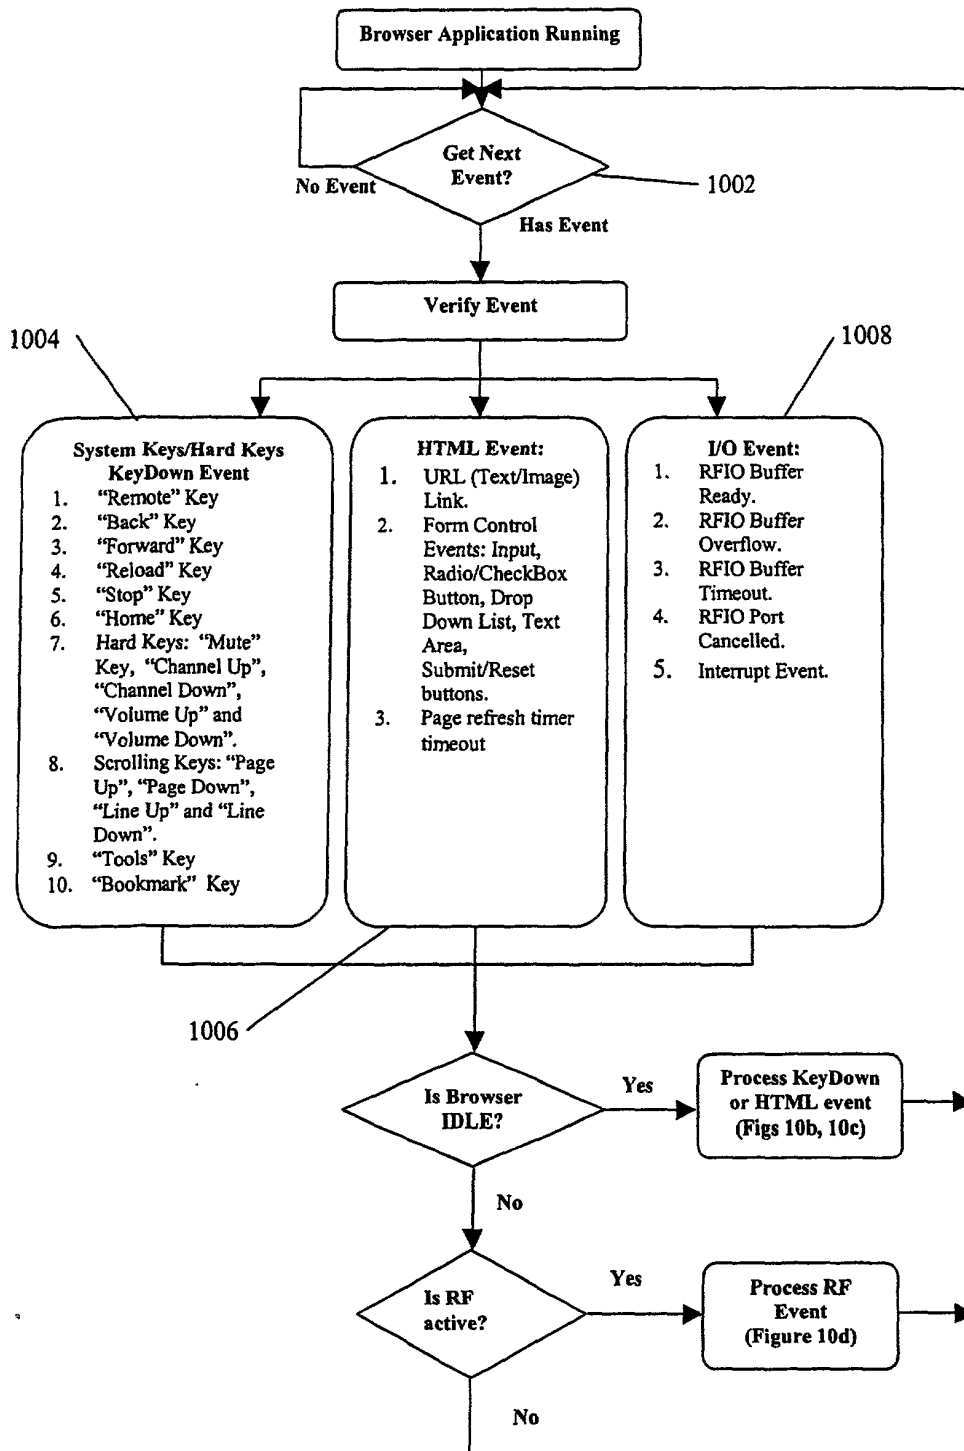 Browser Application Running
Get Next
Event?
No Event
1002
Has Event
Verify Event
1004
1008
System Keys/Hard Keys
KeyDown Event
1. “Remote” Key
2. “Back” Key
3. “Forward” Key
4. “Reload” Key
5. “Stop” Key
6. “Home” Key
7. Hard Keys: “Mute”
Key, “Channel Up”,
“Channel Down”,
“Volume Up” and
“Volume Down”.
8. Scrolling Keys: “Page
Up”, “Page Down”,
“Line Up” and “Line
Down”.
9. “Tools” Key
10. “Bookmark” Key
HTML Event:
1. URL (Text/Image)
Link.
2. Form Control
Events: Input,
Radio/CheckBox
Button, Drop
Down List, Text
Area,
Submit/Reset
buttons.
3. Page refresh timer
timeout
I/O Event:
1. RFIO Buffer
Ready.
2. RFIO Buffer
Overflow.
3. RFIO Buffer
Timeout.
4. RFIO Port
Cancelled.
5. Interrupt Event.
1006
Is Browser
IDLE?
Yes
Process KeyDown
or HTML event
(Figs 10b, 10c)
No
Is RF
active?
Yes
Process RF
Event
(Figure 10d)
No